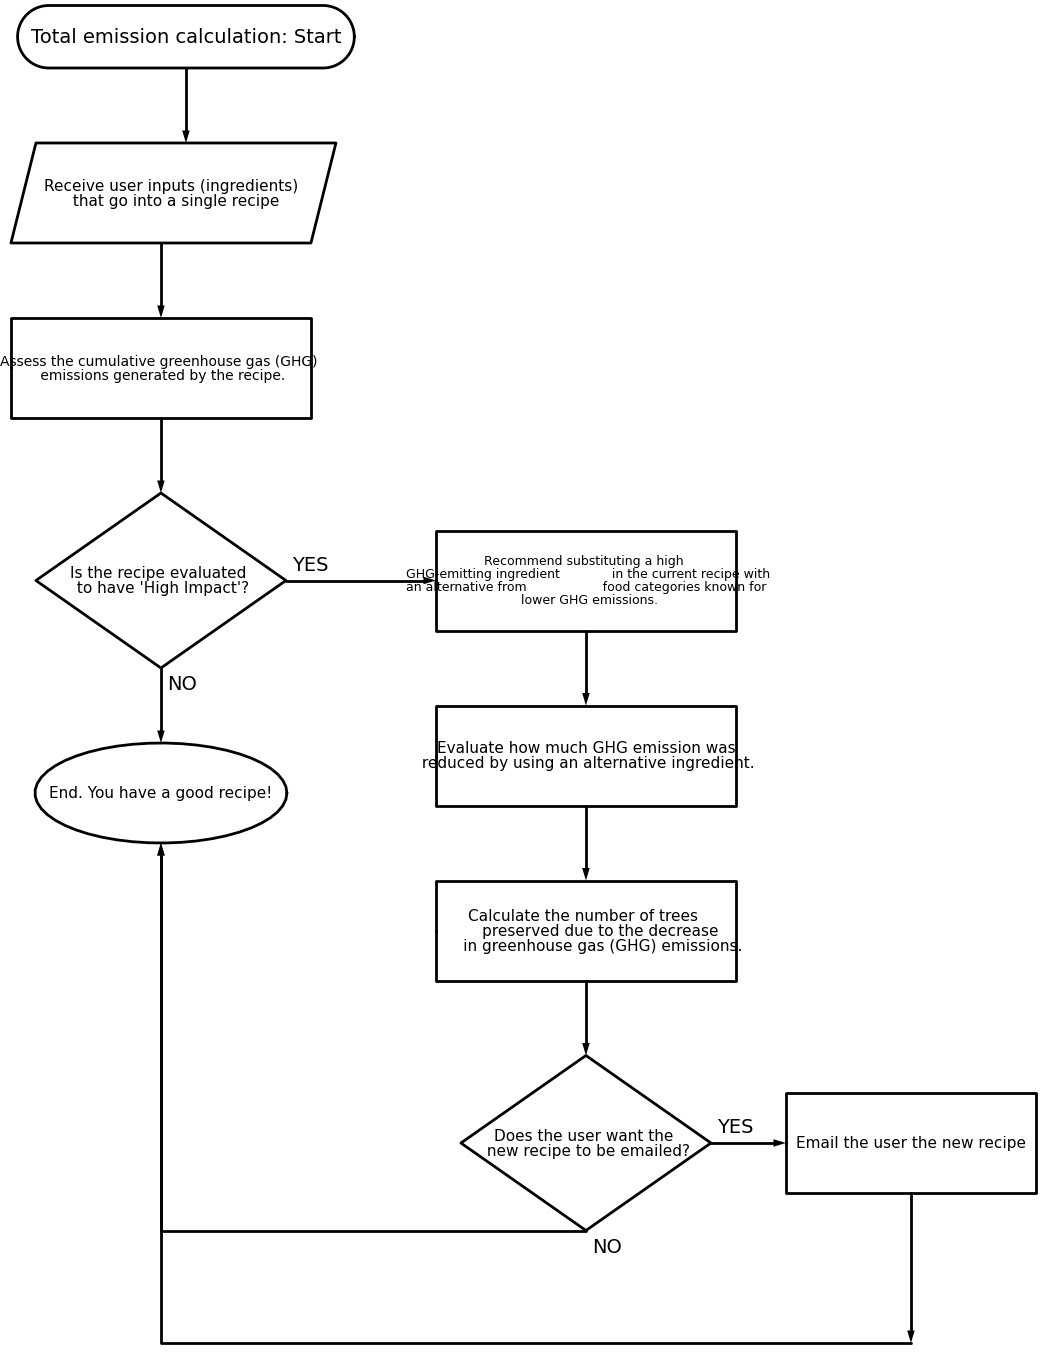 Total emission calculation: Start
Receive user inputs (ingredients)
that go into a single recipe
Assess the cumulative greenhouse gas (GHG)
emissions generated by the recipe.
Is the recipe evaluated
to have 'High Impact'?
YES
Recommend substituting a high
GHG-emitting ingredient in the current recipe with
an alternative from food categories known for
lower GHG emissions.
NO
End. You have a good recipe!
Evaluate how much GHG emission was
reduced by using an alternative ingredient.
Calculate the number of trees
preserved due to the decrease
in greenhouse gas (GHG) emissions.
Does the user want the
new recipe to be emailed?
YES
Email the user the new recipe
NO